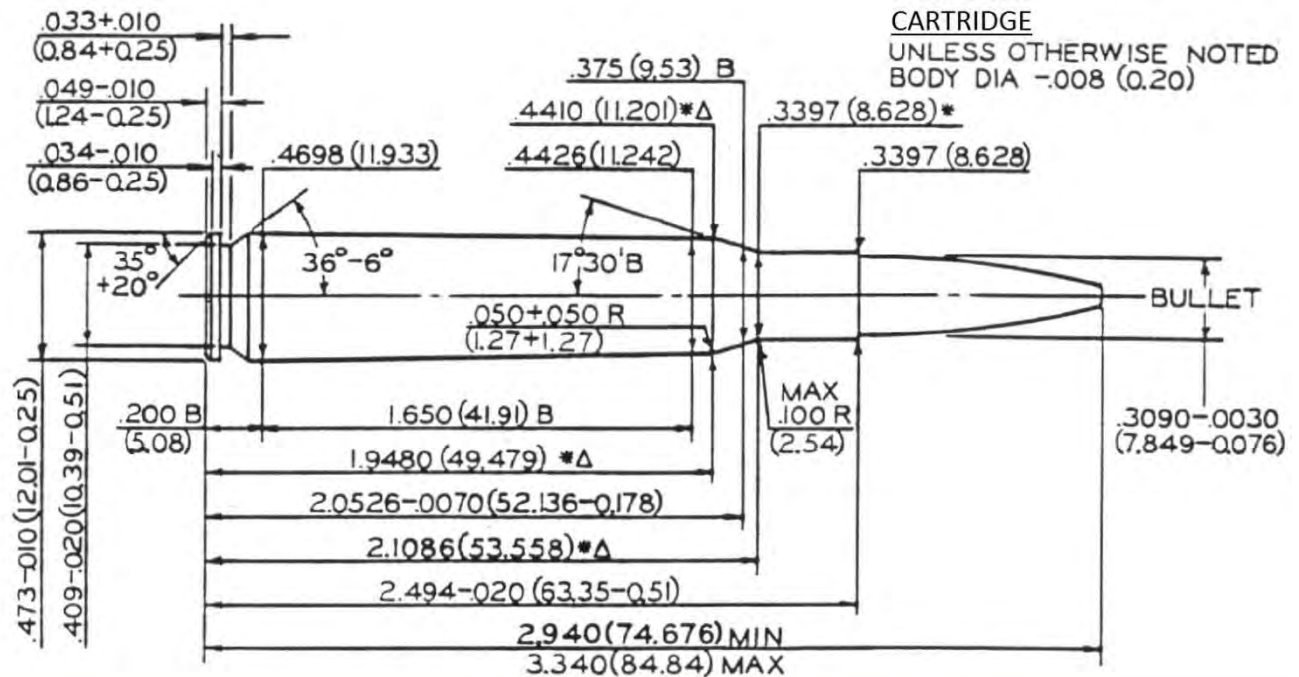 CARTRIDGE
UNLESS OTHERWISE NOTED
BODY DIA -.008 (0.20)
.033+.010
(0.84+0.25)
.049-.010
(1.24-0.25)
.034-.010
(0.86-0.25)
.375 (9.53) B
.4410 (11.201)*Δ
.3397 (8.628)*
.4698 (11.933)
.4426(11.242)
.3397 (8.628)
35°
+20°
36°-6°
17°30'B
BULLET
.050+.050 R
(1.27+1.27)
.473-.010(12.01-0.25)
.409-.020(10.39-0.51)
.200 B
(5.08)
1.650 (41.91) B
MAX
.100 R
(2.54)
.3090-.0030
(7.849-0.076)
1.9480 (49,479) *Δ
2.0526-.0070(52.136-0.178)
2.1086(53.558)*Δ
2.494-.020 (63.35-0.51)
2.940(74.676) MIN
3.340(84.84) MAX